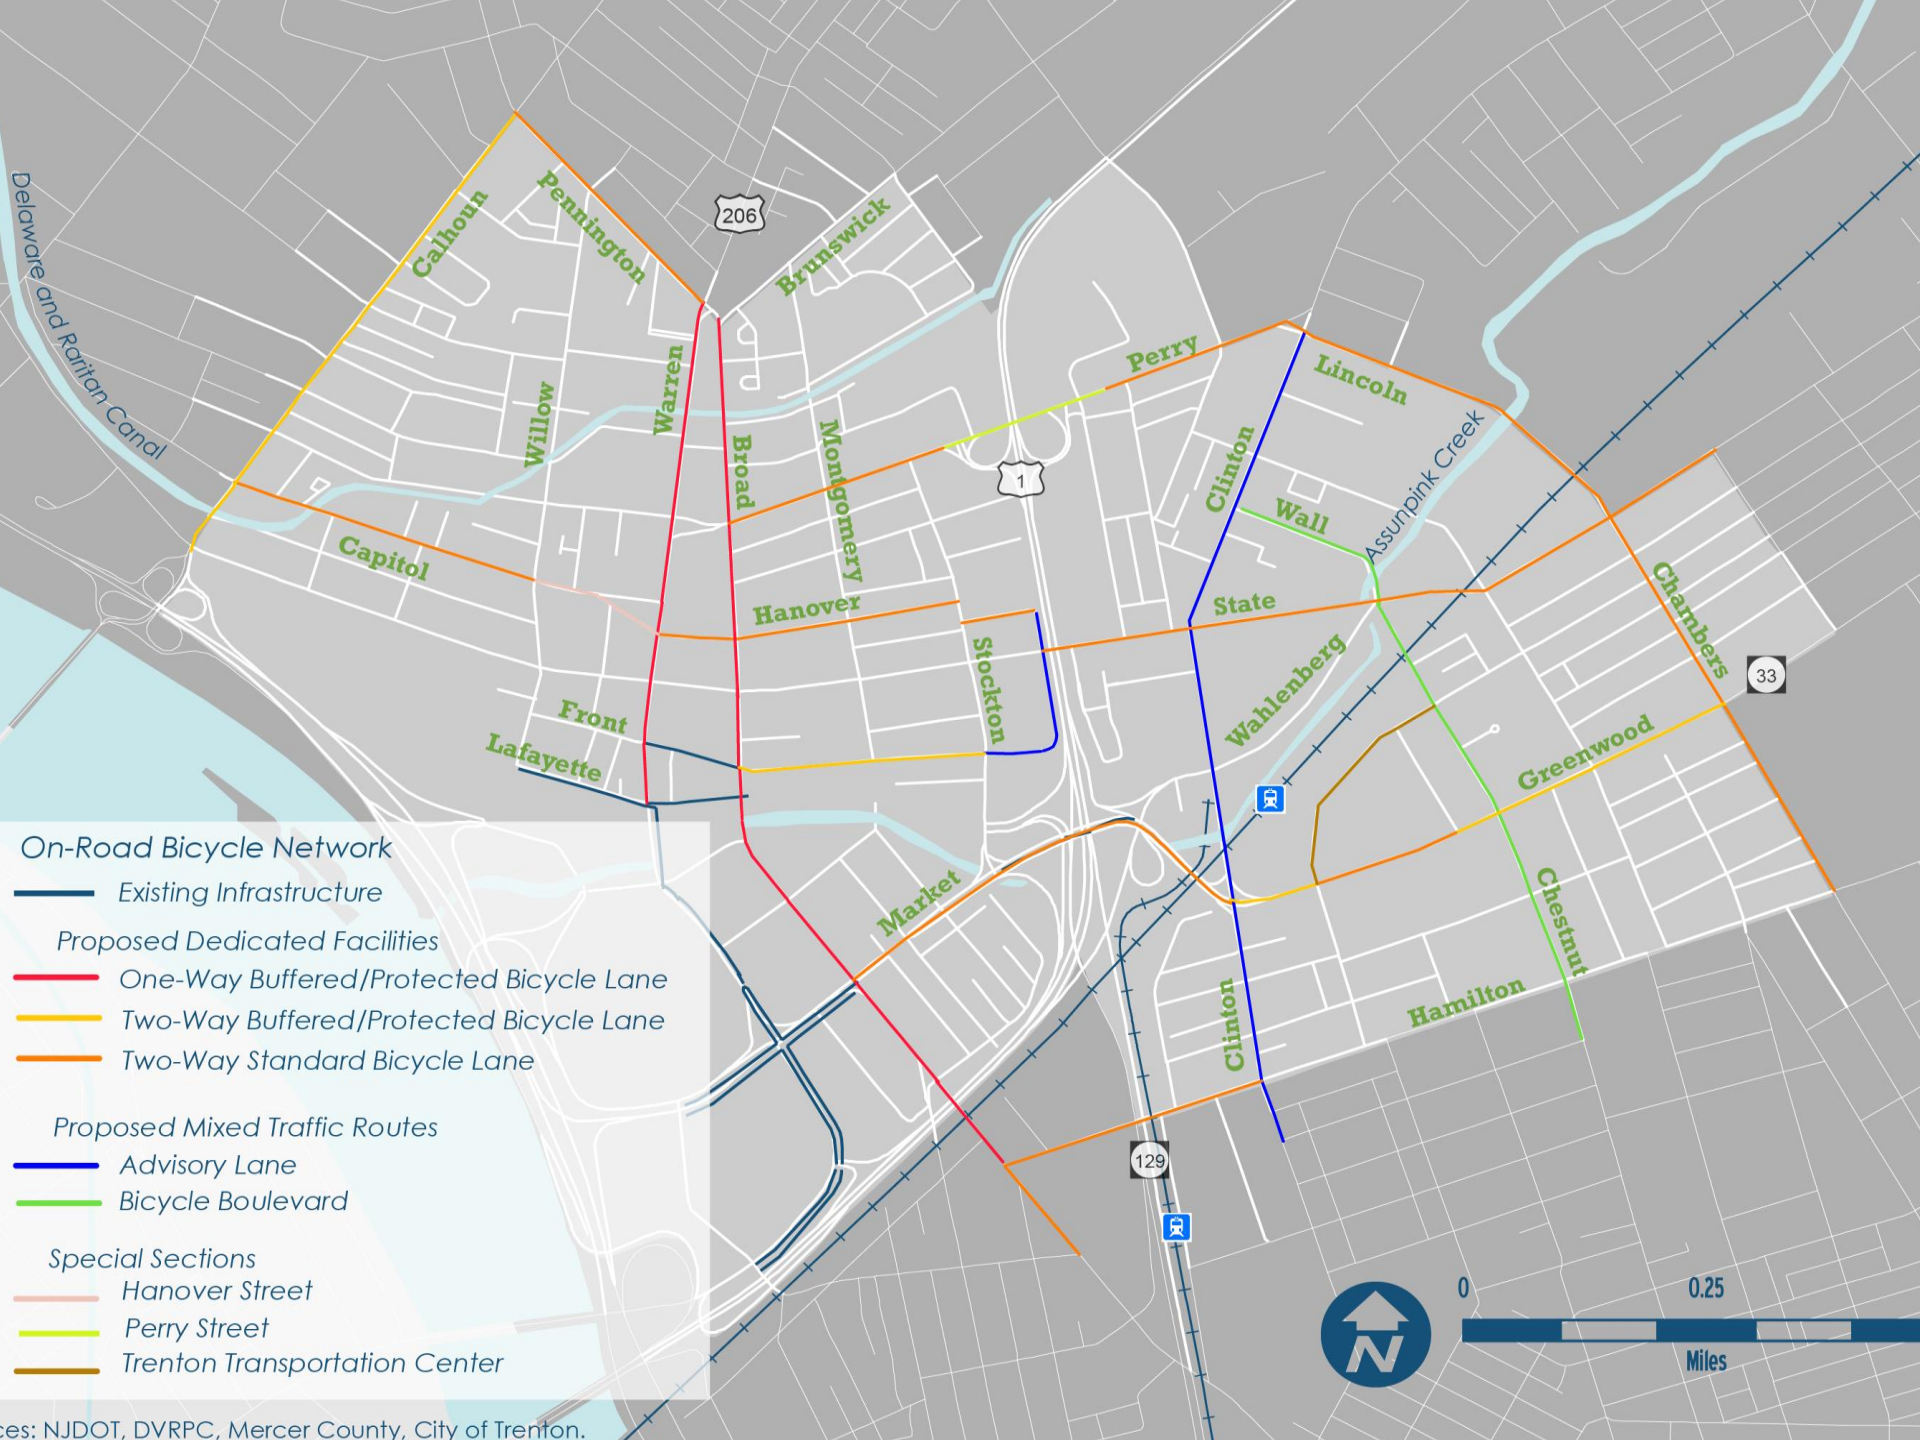 Delaware and Raritan Canal
Calhoun
Pennington
206
Brunswick
Willow
Warren
Broad
Montgomery
Perry
Lincoln
1
Clinton
Wall
Assunpink Creek
Capitol
Hanover
State
Chambers
Stockton
Wahlenberg
33
Front
Lafayette
Greenwood
Market
Chestnut
Clinton
Hamilton
129
On-Road Bicycle Network
Existing Infrastructure
Proposed Dedicated Facilities
One-Way Buffered/Protected Bicycle Lane
Two-Way Buffered/Protected Bicycle Lane
Two-Way Standard Bicycle Lane
Proposed Mixed Traffic Routes
Advisory Lane
Bicycle Boulevard
Special Sections
Hanover Street
Perry Street
Trenton Transportation Center
N
0 0.25
Miles
ces: NJDOT, DVRPC, Mercer County, City of Trenton.